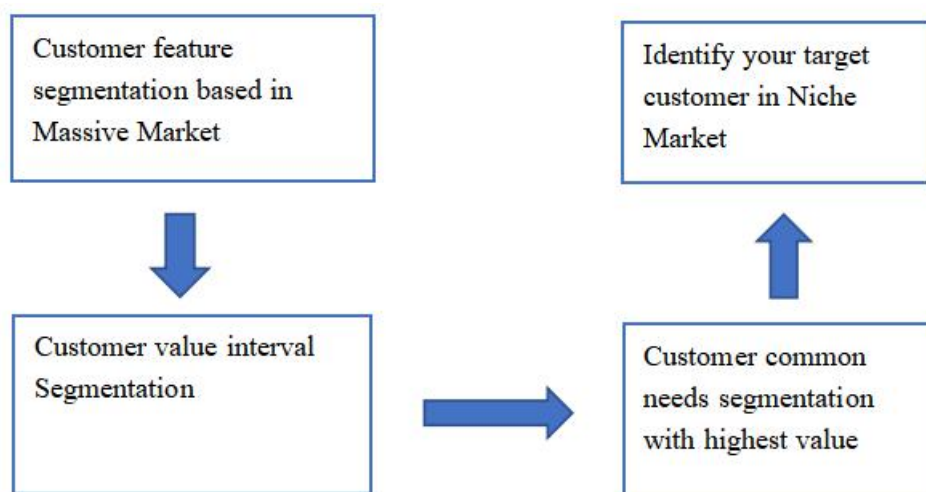 Customer feature
segmentation based in
Massive Market
Customer value interval
Segmentation
Customer common
needs segmentation
with highest value
Identify your target
customer in Niche
Market